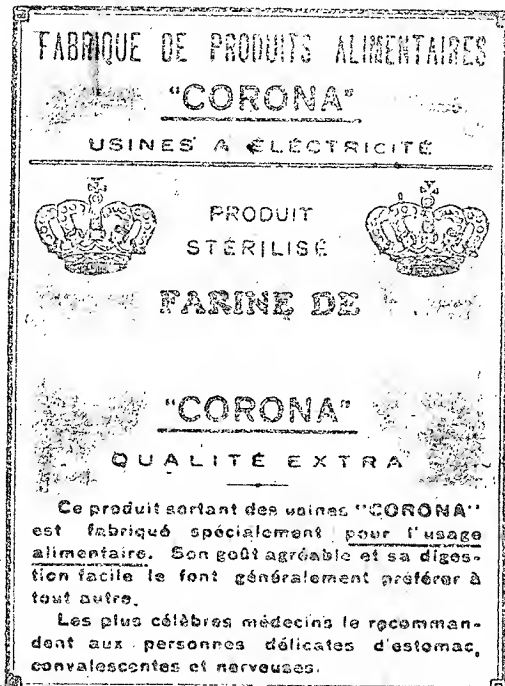 FABRIQUE DE PRODUITS ALIMENTAIRES
"CORONA"
USINES A ÉLÉCTRICITÉ
PRODUIT
STÉRILISÉ
FARINE DE
"CORONA"
QUALITÉ EXTRA
Ce produit sortant des usines "CORONA"
est fabriqué spécialement pour l'usage
alimentaire. Son goût agréable et sa diges-
tion facile le font généralement préférer à
tout autre.
Les plus célèbres médecins le recomman-
dent aux personnes délicates d'estomac,
convalescentes et nerveuses.